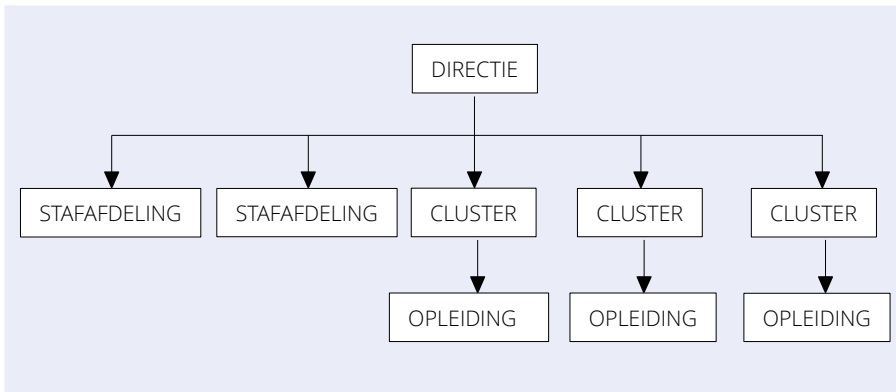 DIRECTIE
STAFAFDELING STAFAFDELING CLUSTER CLUSTER CLUSTER
OPLEIDING OPLEIDING OPLEIDING